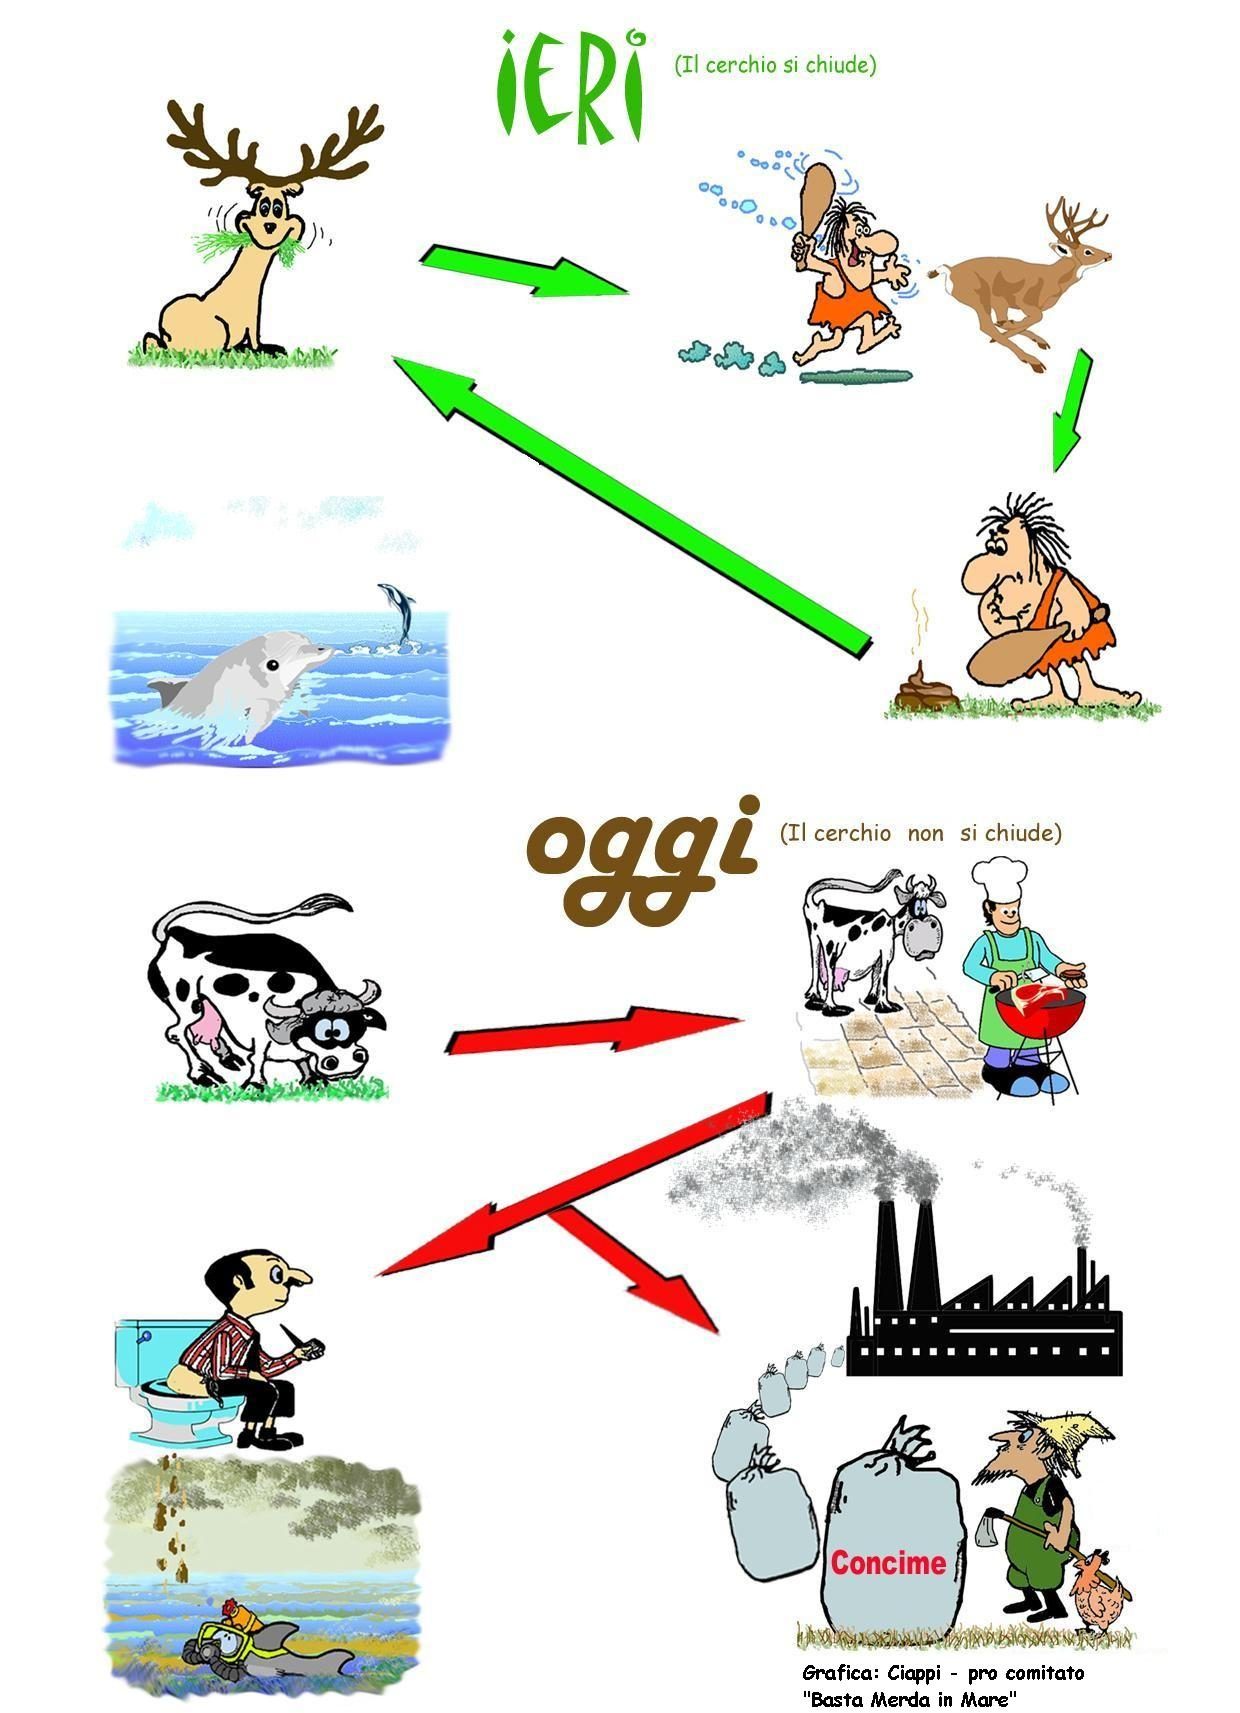 iERi (Il cerchio si chiude)
oggi (Il cerchio non si chiude)
Concime
Grafica: Ciappi - pro comitato
"Basta Merda in Mare"